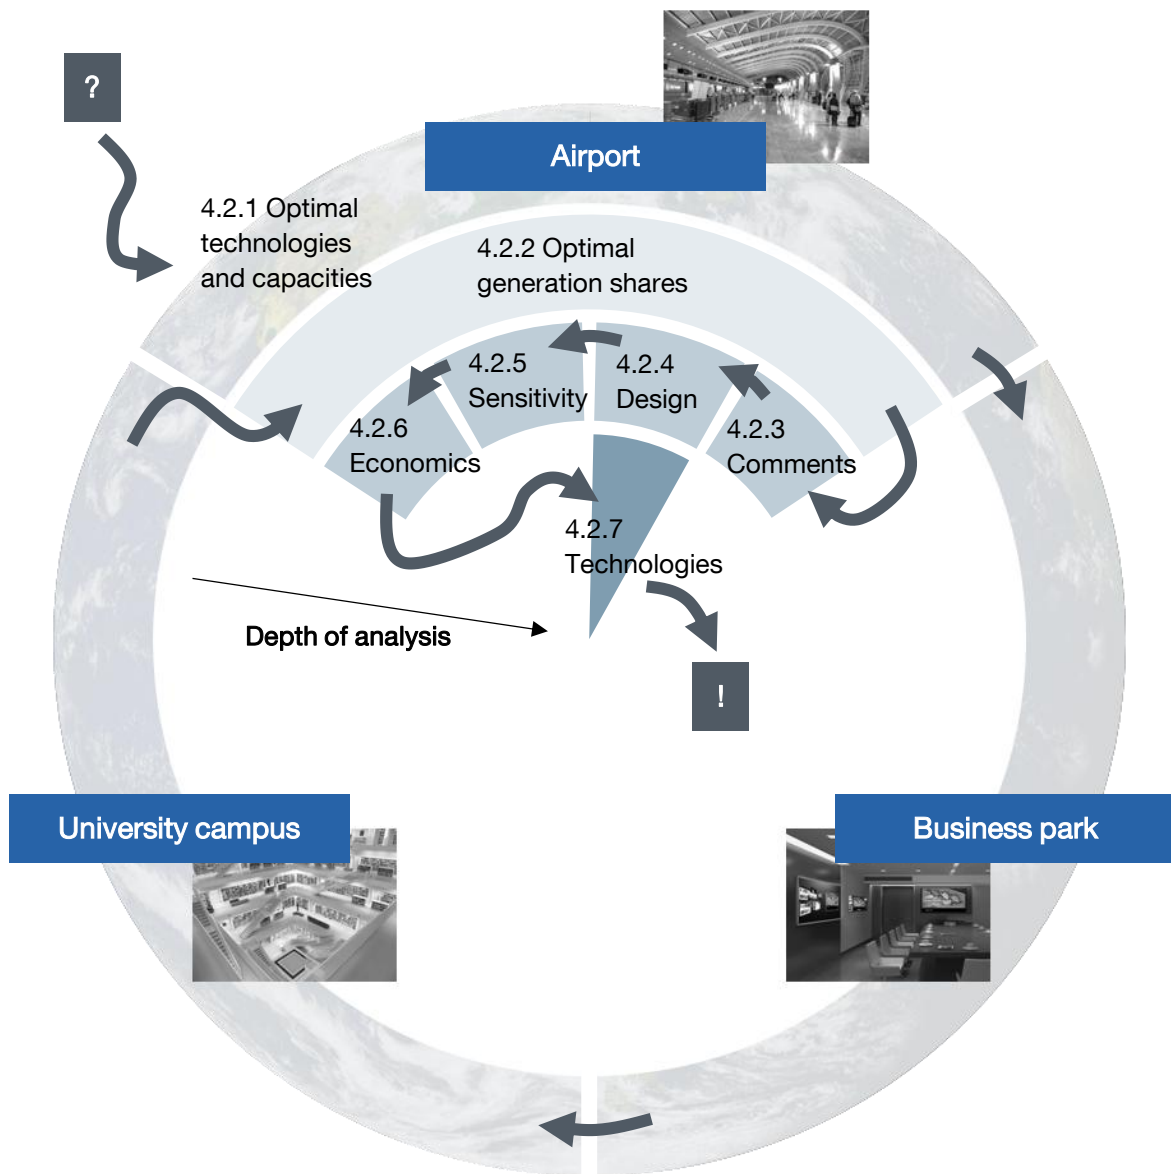 ?
Airport
4.2.1 Optimal
technologies
and capacities
4.2.2 Optimal
generation shares
4.2.3
Comments
4.2.4
Design
4.2.5
Sensitivity
4.2.6
Economics
4.2.7
Technologies
Depth of analysis
!
University campus
Business park